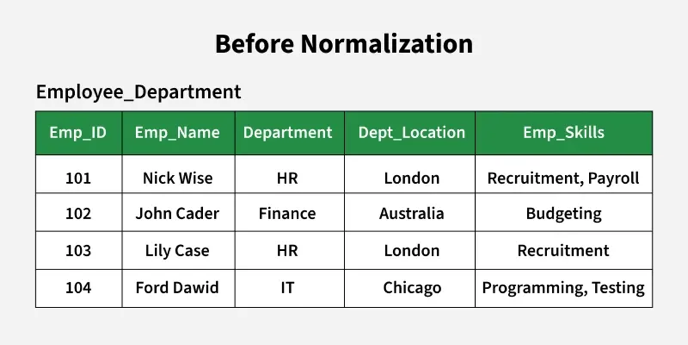 Before Normalization
Employee_Department
Emp_ID Emp_Name Department Dept_Location Emp_Skills
101 Nick Wise HR London Recruitment, Payroll
102 John Cader Finance Australia Budgeting
103 Lily Case HR London Recruitment
104 Ford Dawid IT Chicago Programming, Testing